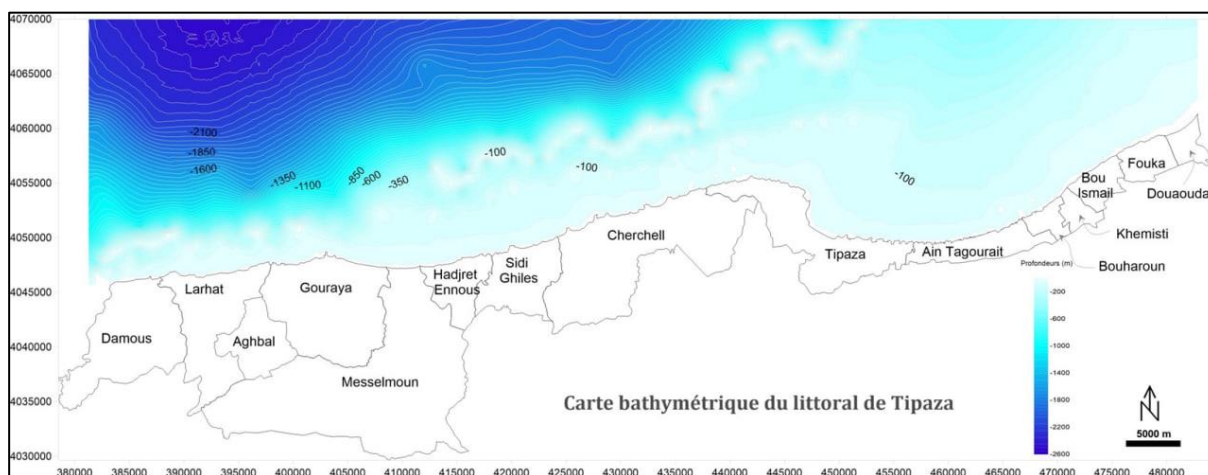 4070000
4065000
4060000
4055000
4050000
4045000
4040000
4035000
4030000
-2100
-1850
-1600
-1350
-1100
-850
-600
-350
-100
-100
-100
Fouka
Bou
Ismail
Douaouda
Khemisti
Bouharoun
Cherchell
Tipaza
Ain Tagourait
Sidi
Ghiles
Hadjret
Ennous
Larhat
Gouraya
Damous
Aghbal
Messelmoun
Profondeurs (m)
-200
-600
-1000
-1400
-1800
-2200
-2600
Carte bathymétrique du littoral de Tipaza
N
5000 m
380000 385000 390000 395000 400000 405000 410000 415000 420000 425000 430000 435000 440000 445000 450000 455000 460000 465000 470000 475000 480000